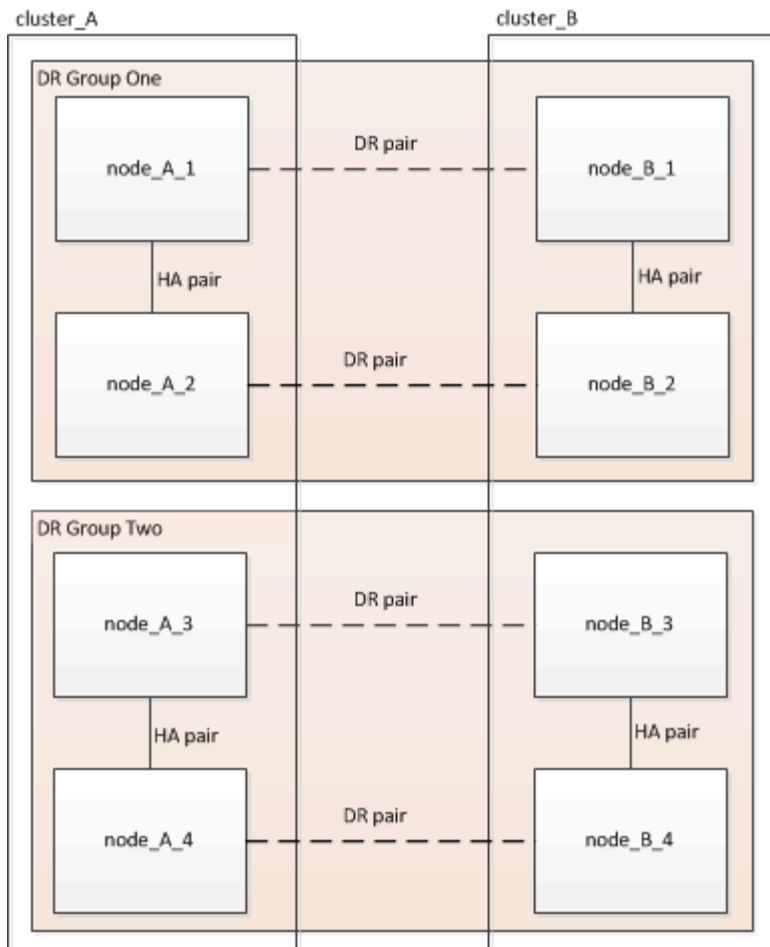 cluster_A
cluster_B
DR Group One
node_A_1
DR pair
node_B_1
HA pair
HA pair
node_A_2
DR pair
node_B_2
DR Group Two
node_A_3
DR pair
node_B_3
HA pair
HA pair
node_A_4
DR pair
node_B_4